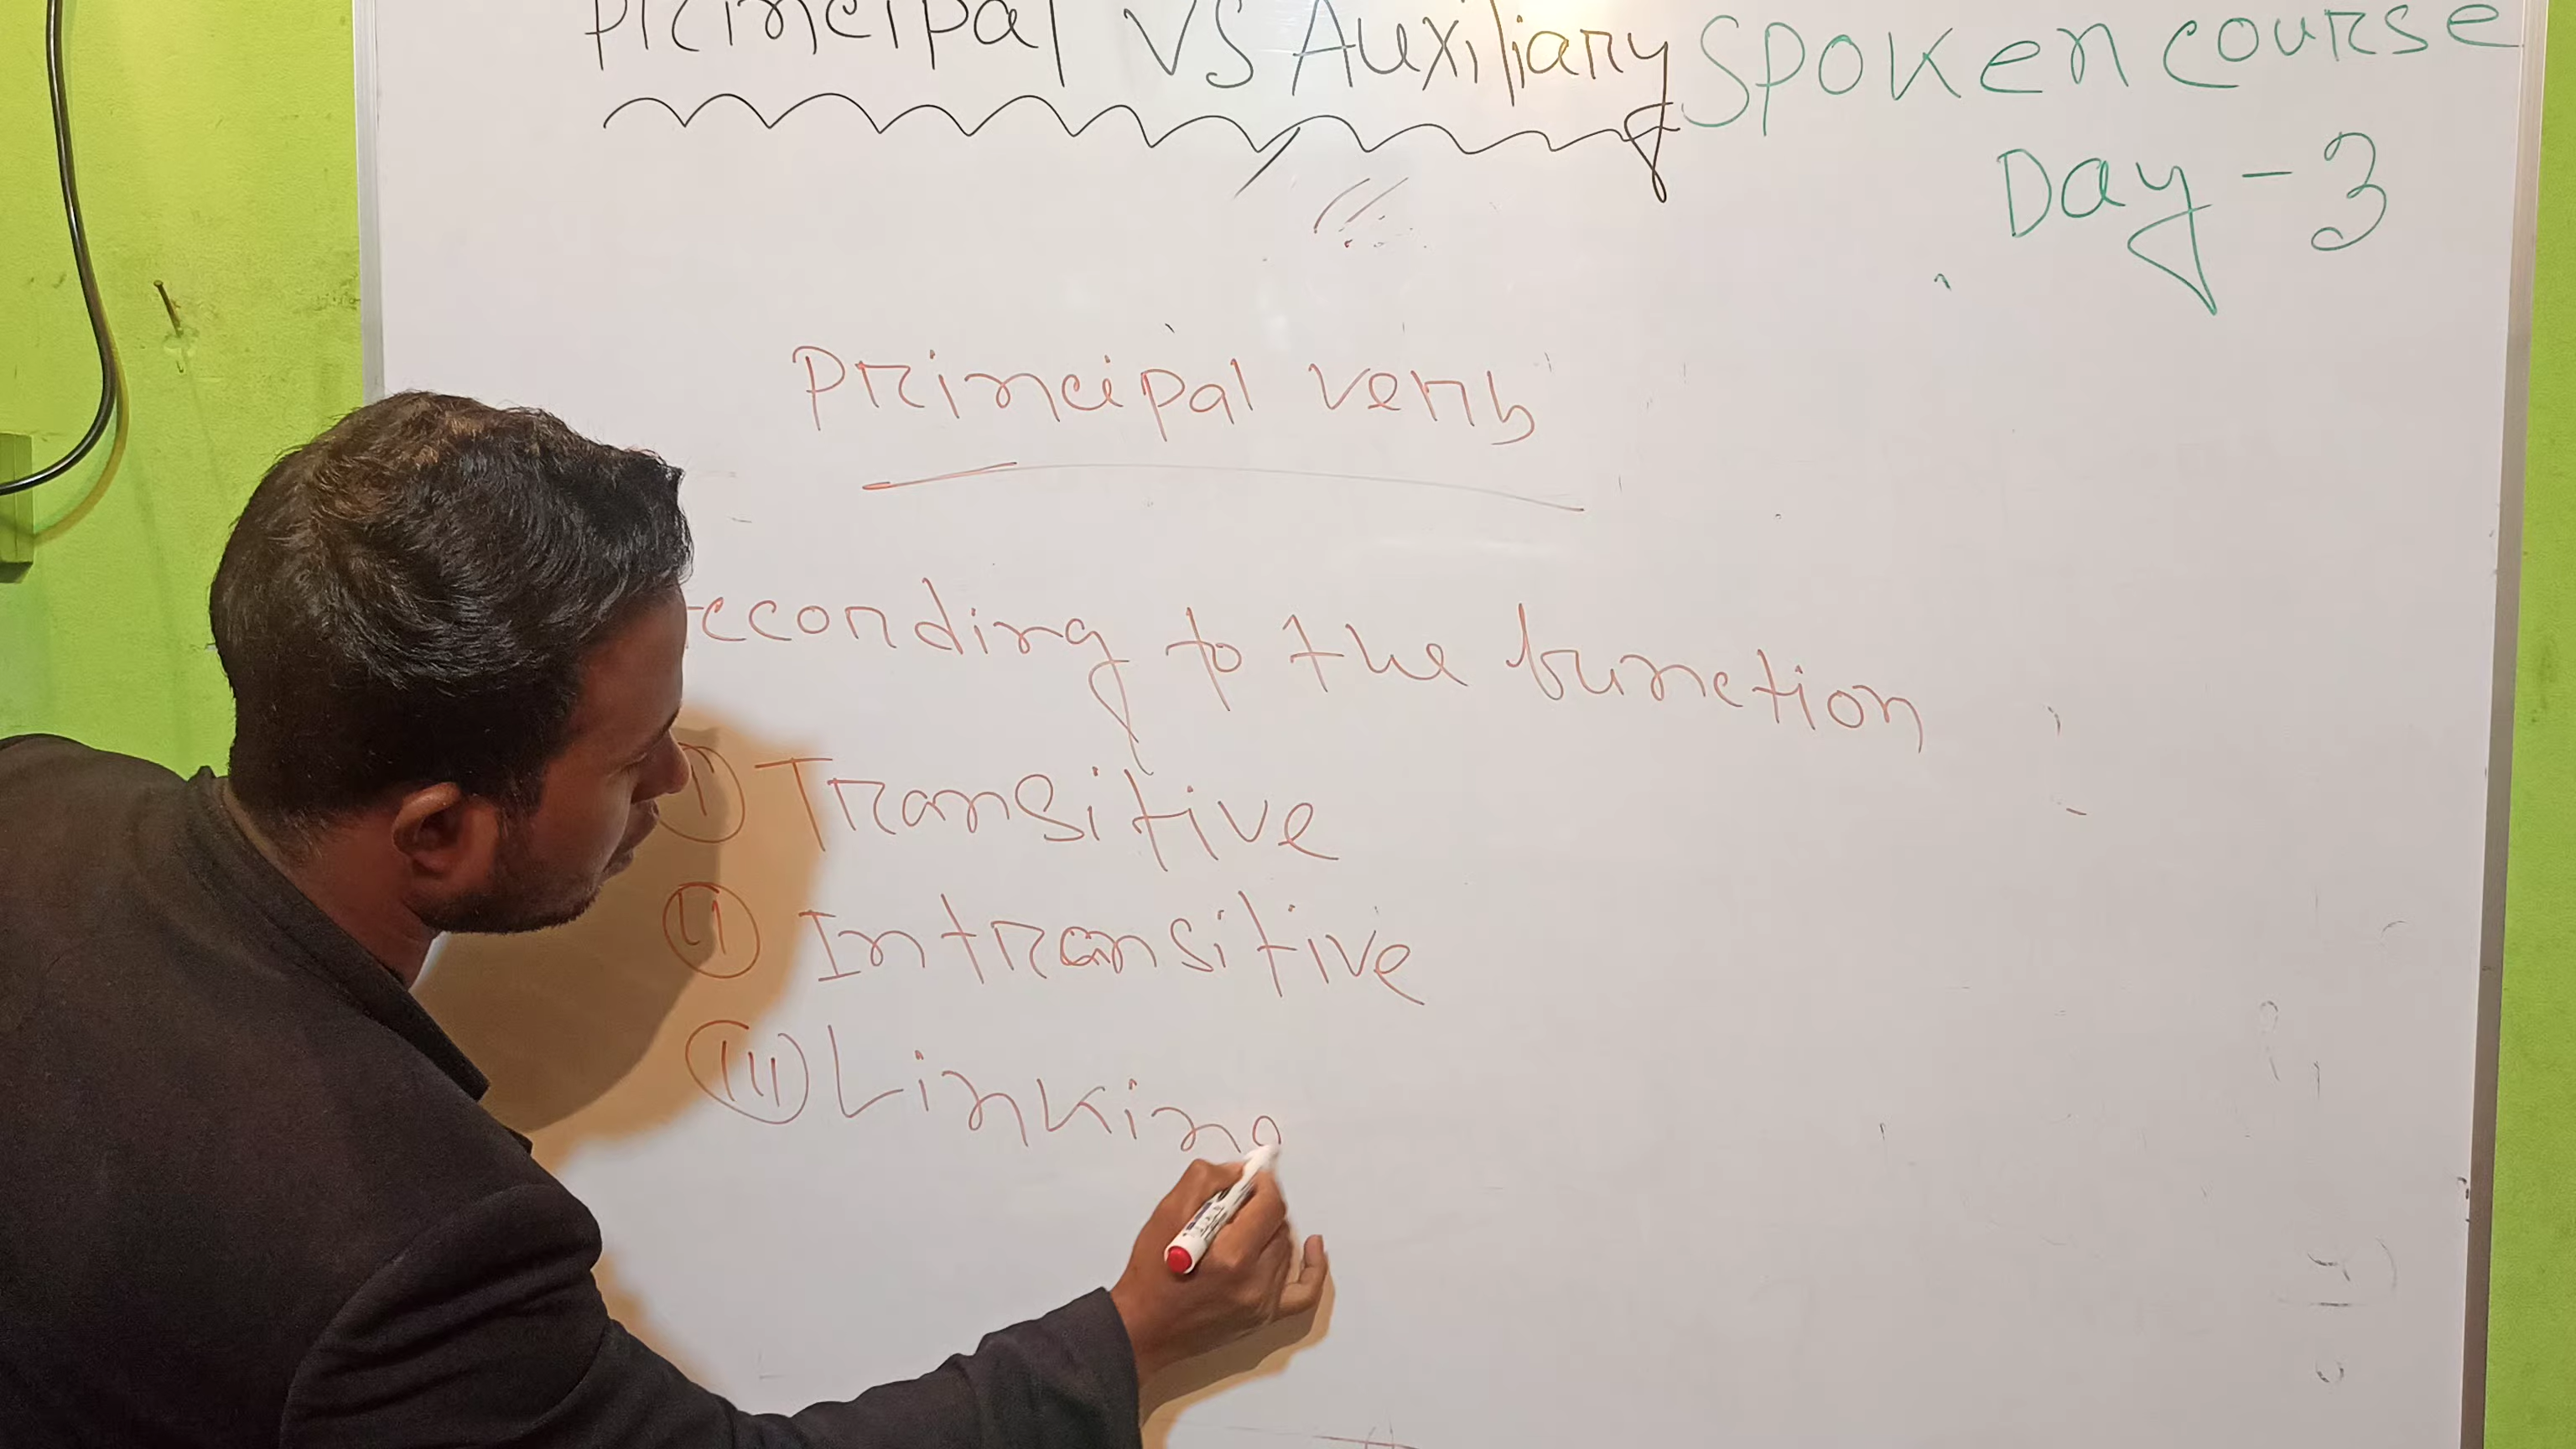 Principal VS Auxiliary
Spoken course
Day - 3
Principal verb
ccording to the function
i Transitive
ii Intransitive
iii Linking